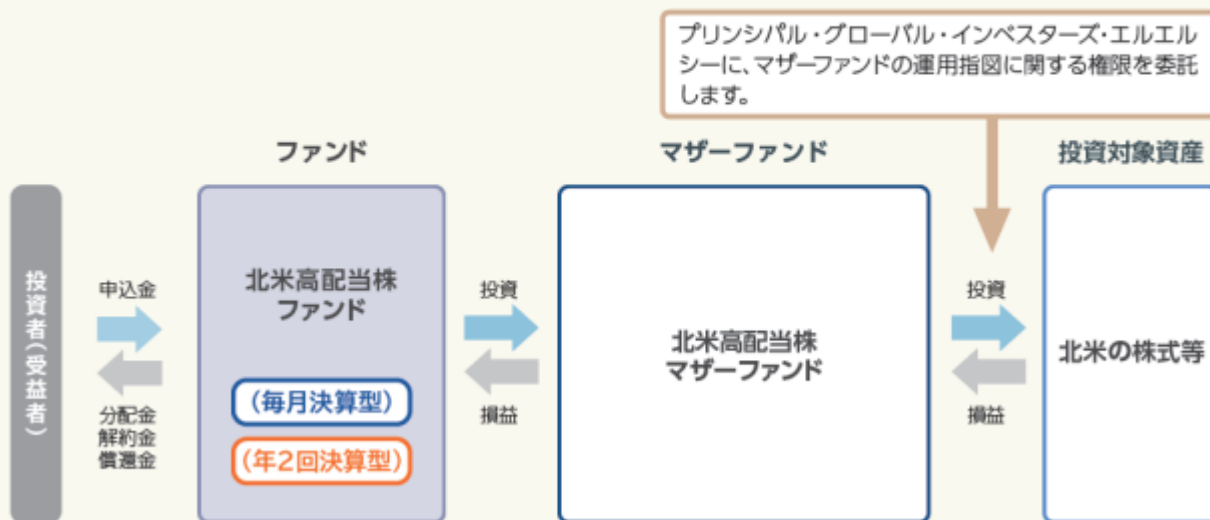 プリンシパル・グローバル・インベスターズ・エルエル
シーに、マザーファンドの運用指図に関する権限を委託
します。
ファンド
マザーファンド
投資対象資産
投資者(受益者)
申込金
分配金
解約金
償還金
北米高配当株
ファンド
(毎月決算型)
(年2回決算型)
投資
損益
北米高配当株
マザーファンド
投資
損益
北米の株式等